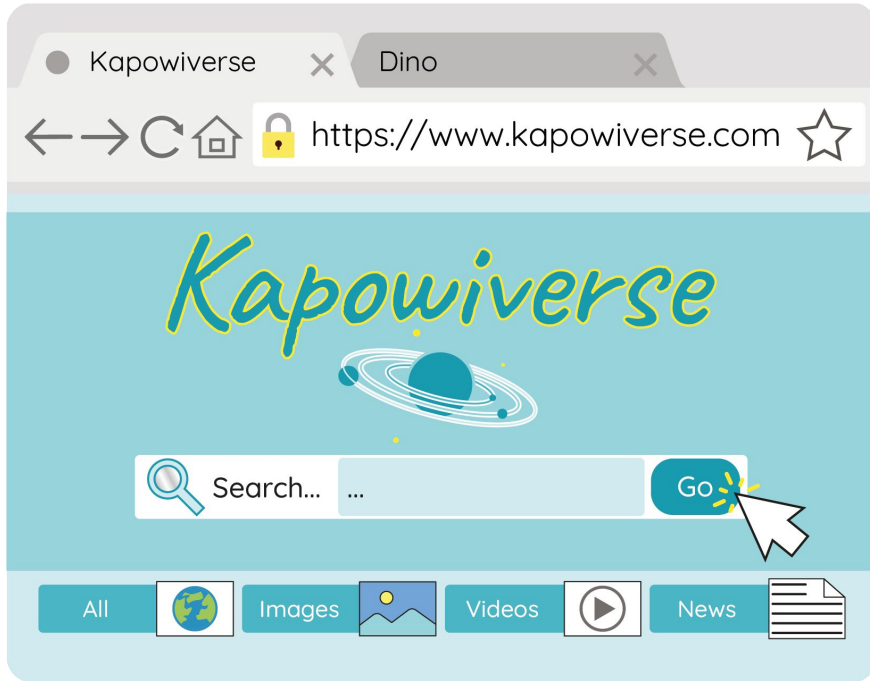 Kapowiverse Dino
https://www.kapowiverse.com
Kapowiverse
Search... ... Go
All Images Videos News